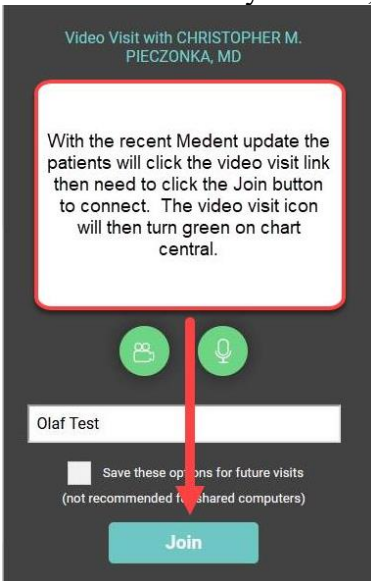 Video Visit with CHRISTOPHER M.
PIECZONKA, MD
With the recent Medent update the
patients will click the video visit link
then need to click the Join button
to connect. The video visit icon
will then turn green on chart
central.
Olaf Test
Save these options for future visits
(not recommended for shared computers)
Join